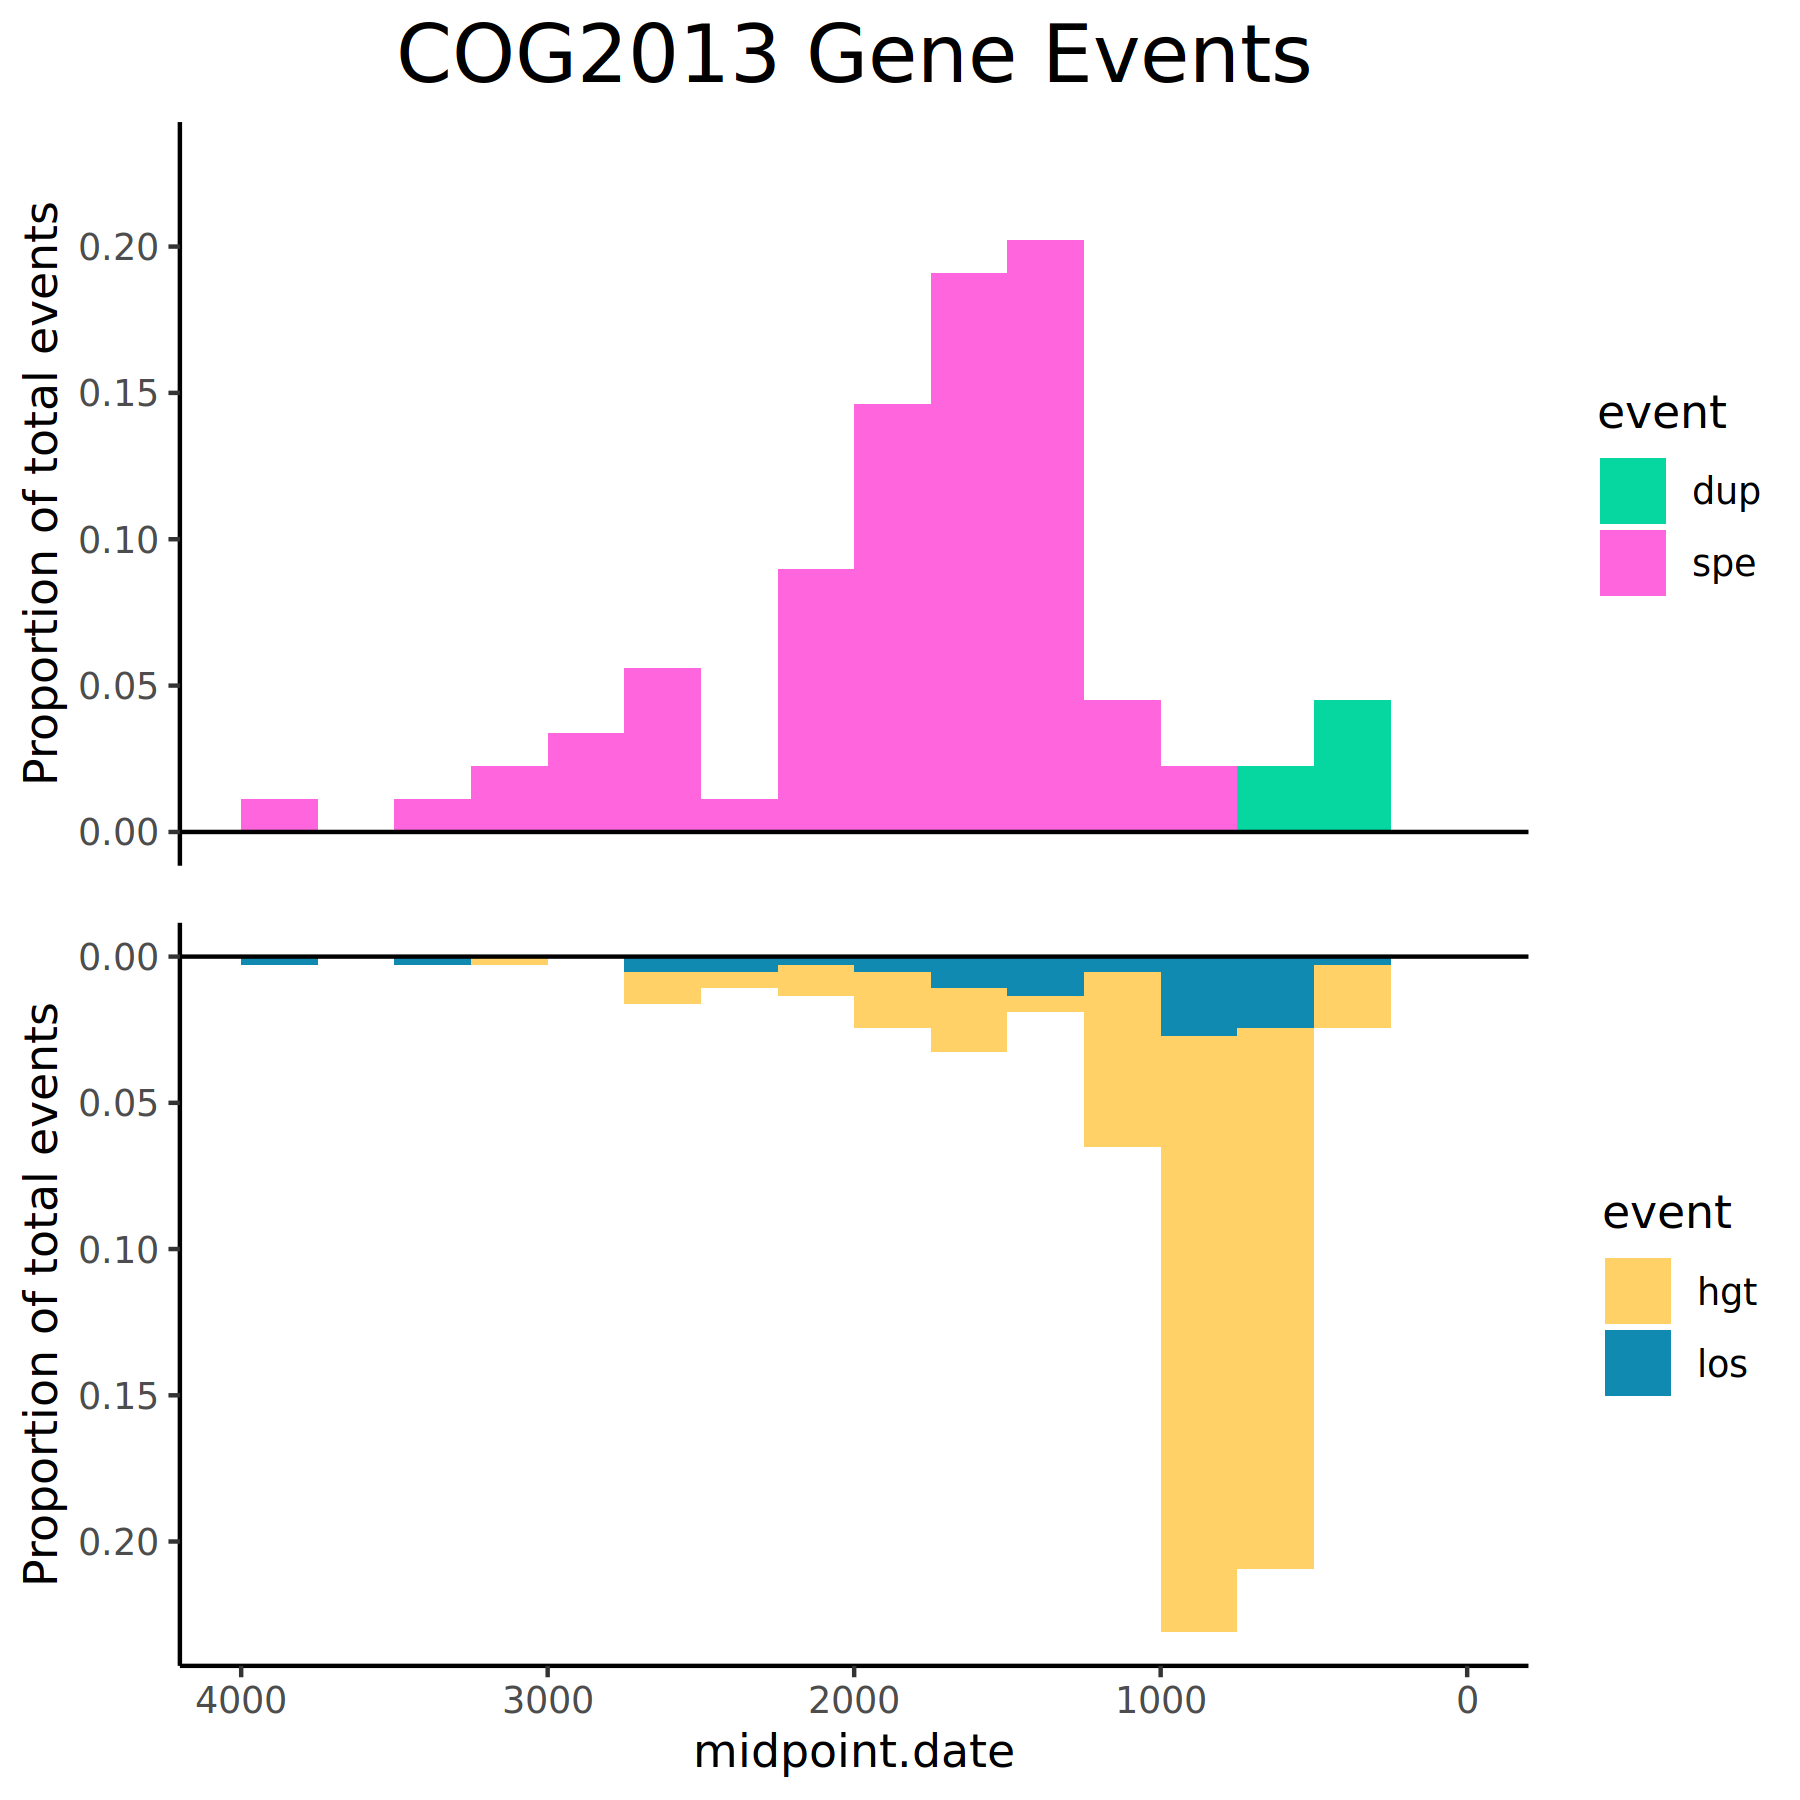 COG2013 Gene Events
Proportion of total events
0.20
0.15
0.10
0.05
0.00
event
dup
spe
Proportion of total events
0.00
0.05
0.10
0.15
0.20
event
hgt
los
4000 3000 2000 1000 0
midpoint.date